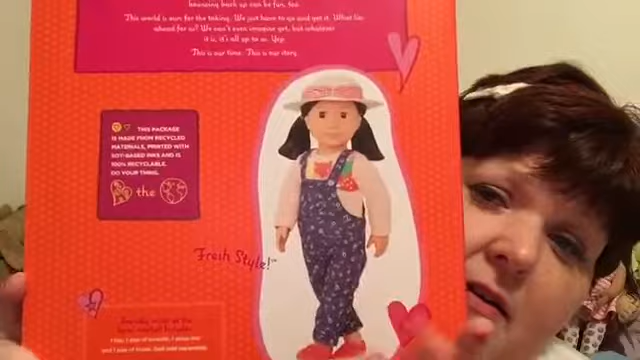 bouncing back up can be fun, too.
This world is ours for the taking. We just have to go and get it. What lies
ahead for us? We can't even imagine yet, but whatever
it is, it's all up to us. Yep.
This is our time. This is our story.
THIS PACKAGE
IS MADE FROM RECYCLED
MATERIALS, PRINTED WITH
SOY-BASED INKS AND IS
100% RECYCLABLE.
DO YOUR THING.
the
Fresh Style!™